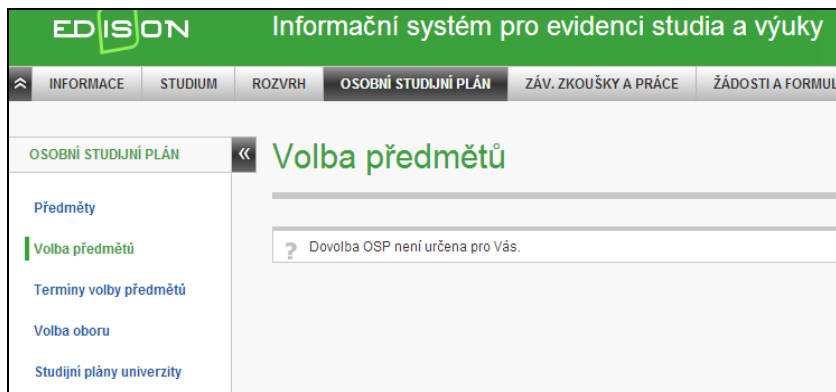 EDISON
Informační systém pro evidenci studia a výuky
INFORMACE STUDIUM ROZVRH OSOBNÍ STUDIJNÍ PLÁN ZÁV. ZKOUŠKY A PRÁCE ŽÁDOSTI A FORMUL
OSOBNÍ STUDIJNÍ PLÁN
Volba předmětů
Předměty
Volba předmětů
Termíny volby předmětů
Volba oboru
Studijní plány univerzity
? Dovolba OSP není určena pro Vás.